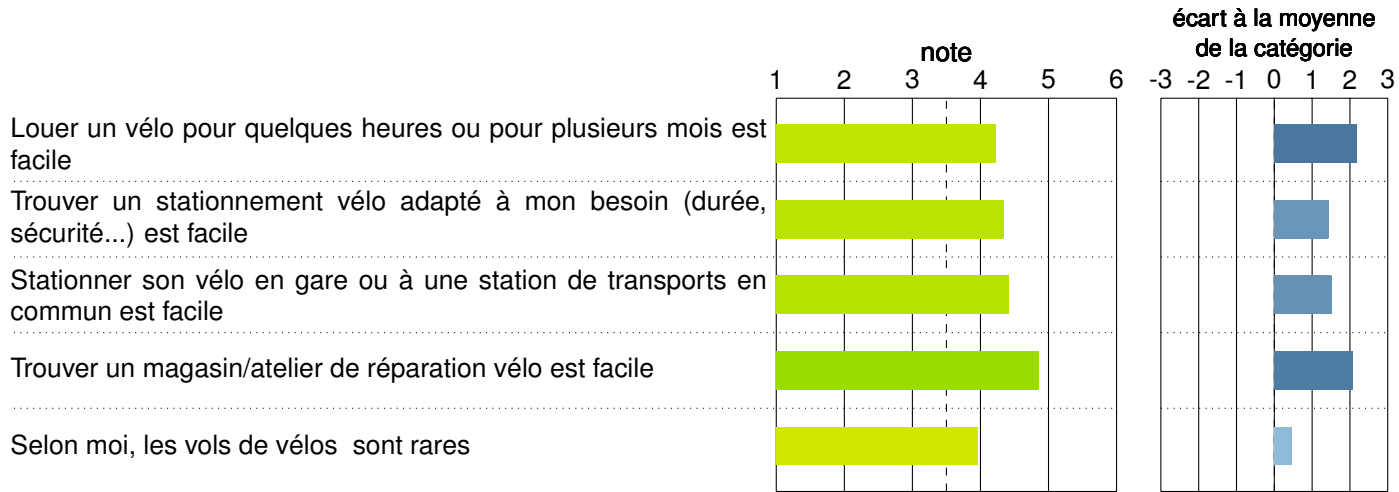 écart à la moyenne
de la catégorie
note
1 2 3 4 5 6 -3 -2 -1 0 1 2 3
Louer un vélo pour quelques heures ou pour plusieurs mois est
facile
Trouver un stationnement vélo adapté à mon besoin (durée,
sécurité...) est facile
Stationner son vélo en gare ou à une station de transports en
commun est facile
Trouver un magasin/atelier de réparation vélo est facile
Selon moi, les vols de vélos sont rares